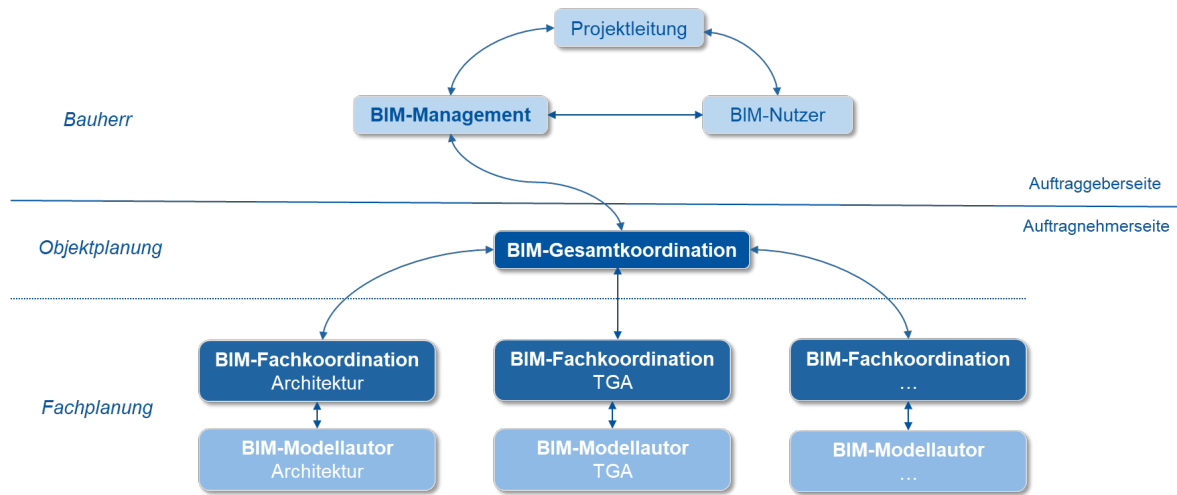 Projektleitung
Bauherr
BIM-Management
BIM-Nutzer
Auftraggeberseite
Auftragnehmerseite
Objektplanung
BIM-Gesamtkoordination
Fachplanung
BIM-Fachkoordination
Architektur
BIM-Fachkoordination
TGA
BIM-Fachkoordination
...
BIM-Modellautor
Architektur
BIM-Modellautor
TGA
BIM-Modellautor
...